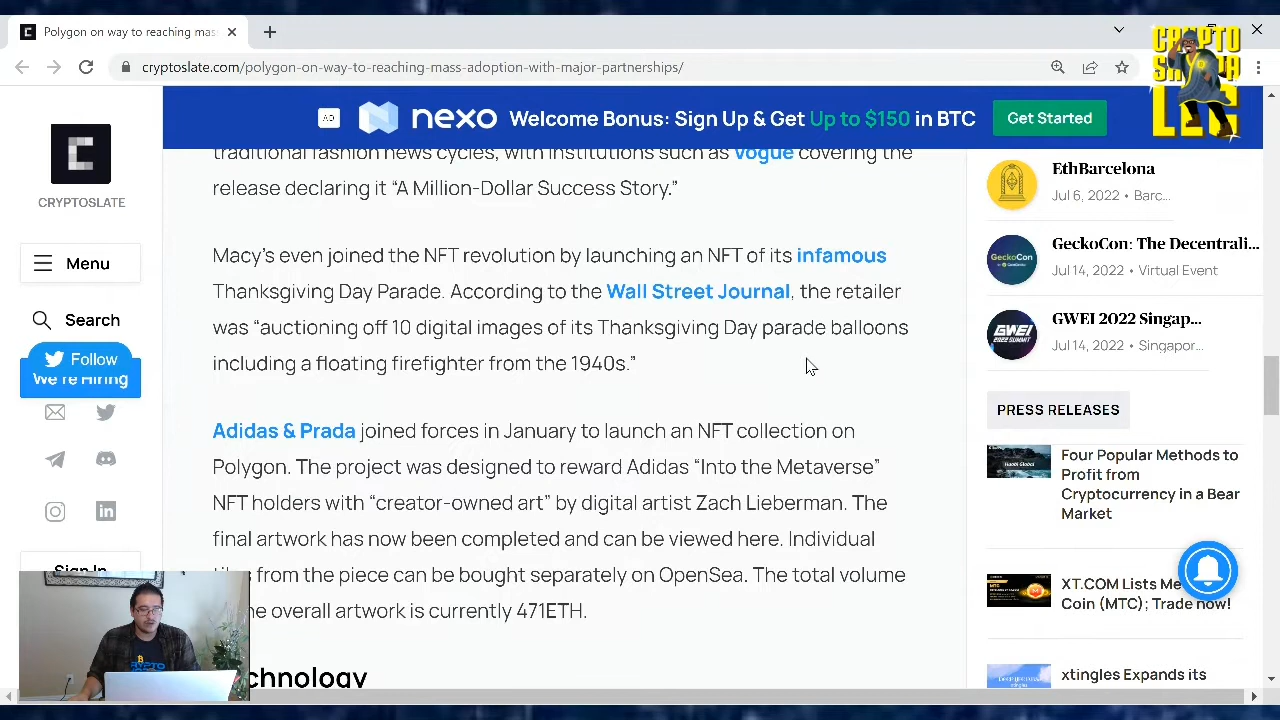 Polygon on way to reaching mas
cryptoslate.com/polygon-on-way-to-reaching-mass-adoption-with-major-partnerships/
CRYPTO
AD
nexo
Welcome Bonus: Sign Up & Get Up to $150 in BTC
Get Started
CRYPTOSLATE
Menu
Search
Follow
We're Hiring
Sign In
traditional fashion news cycles, with institutions such as Vogue covering the
release declaring it “A Million-Dollar Success Story.”
Macy’s even joined the NFT revolution by launching an NFT of its infamous
Thanksgiving Day Parade. According to the Wall Street Journal, the retailer
was “auctioning off 10 digital images of its Thanksgiving Day parade balloons
including a floating firefighter from the 1940s.”
Adidas & Prada joined forces in January to launch an NFT collection on
Polygon. The project was designed to reward Adidas “Into the Metaverse”
NFT holders with “creator-owned art” by digital artist Zach Lieberman. The
final artwork has now been completed and can be viewed here. Individual
from the piece can be bought separately on OpenSea. The total volume
overall artwork is currently 471ETH.
chnology
EthBarcelona
Jul 6, 2022 • Barc...
GeckoCon
GeckoCon: The Decentrali...
Jul 14, 2022 • Virtual Event
GWEI
2022 SUMMIT
GWEI 2022 Singap...
Jul 14, 2022 • Singapor...
PRESS RELEASES
Four Popular Methods to
Profit from
Cryptocurrency in a Bear
Market
XT.COM Lists Me
Coin (MTC); Trade now!
xtingles Expands its
CRYPTO